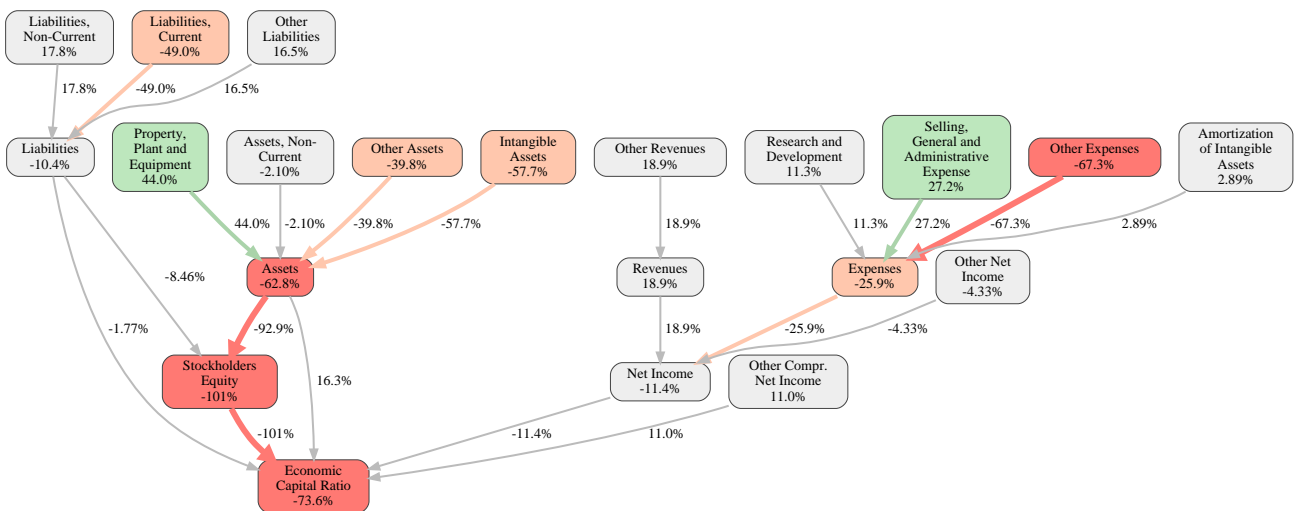 Liabilities,
Non-Current
17.8%
Liabilities,
Current
-49.0%
Other
Liabilities
16.5%
17.8%
-49.0%
16.5%
Liabilities
-10.4%
Property,
Plant and
Equipment
44.0%
Assets, Non-
Current
-2.10%
Other Assets
-39.8%
Intangible
Assets
-57.7%
Other Revenues
18.9%
Research and
Development
11.3%
Selling,
General and
Administrative
Expense
27.2%
Other Expenses
-67.3%
Amortization
of Intangible
Assets
2.89%
44.0%
-2.10%
-39.8%
-57.7%
18.9%
11.3%
27.2%
-67.3%
2.89%
-8.46%
Assets
-62.8%
Revenues
18.9%
Expenses
-25.9%
Other Net
Income
-4.33%
-1.77%
-92.9%
18.9%
-25.9%
-4.33%
Stockholders
Equity
-101%
16.3%
Net Income
-11.4%
Other Compr.
Net Income
11.0%
-101%
-11.4%
11.0%
Economic
Capital Ratio
-73.6%